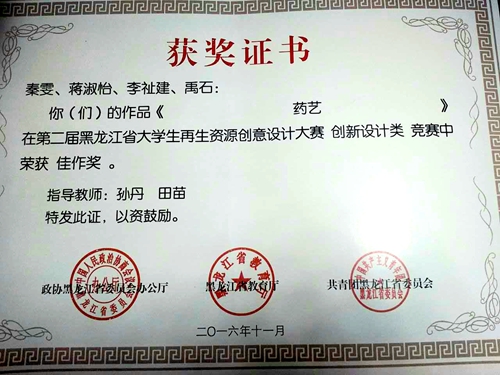 获奖证书
秦雯、蒋淑怡、李祉建、禹石：
你（们）的作品《 药艺 》
在第二届黑龙江省大学生再生资源创意设计大赛 创新设计类 竞赛中
荣获 佳作奖 。
指导教师：孙丹 田苗
特发此证，以资鼓励。
政协黑龙江省委员会办公厅 黑龙江省教育厅 共青团黑龙江省委员会
二〇一六年十一月